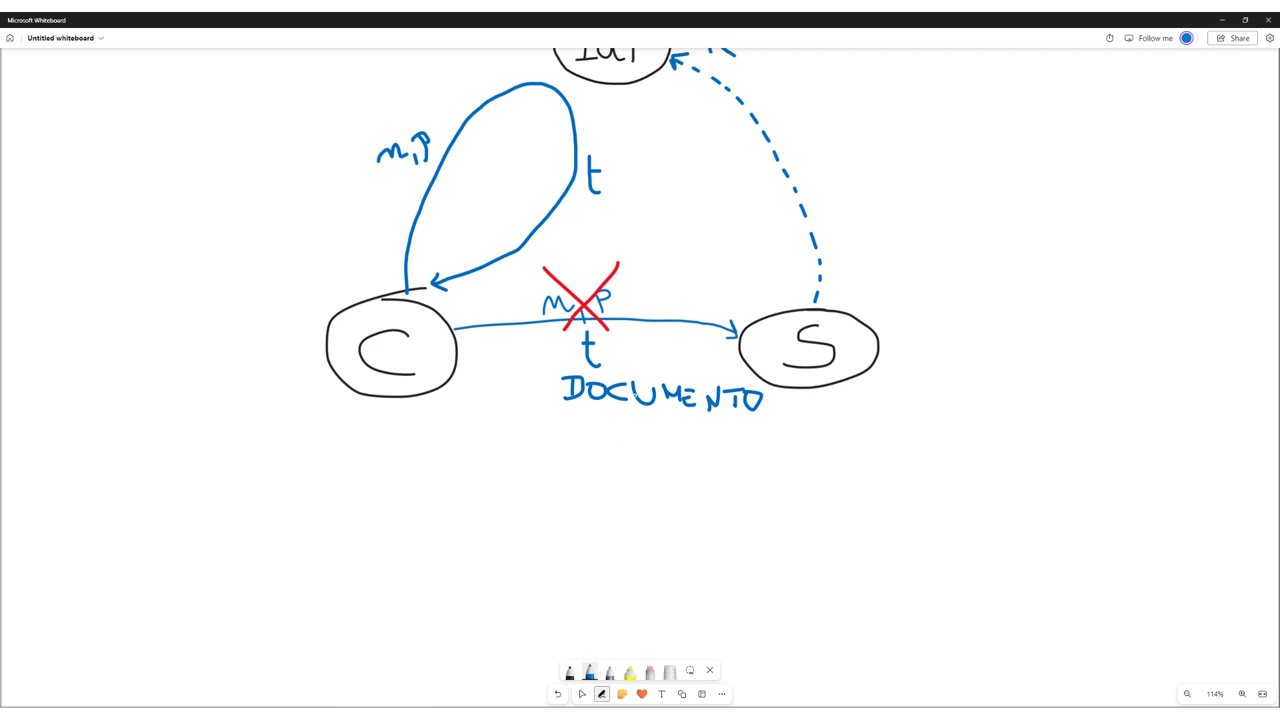 Microsoft Whiteboard
Untitled whiteboard
Follow me
Share
m,p
t
m, P
t
DOCUMENTO
C
S
T
114%